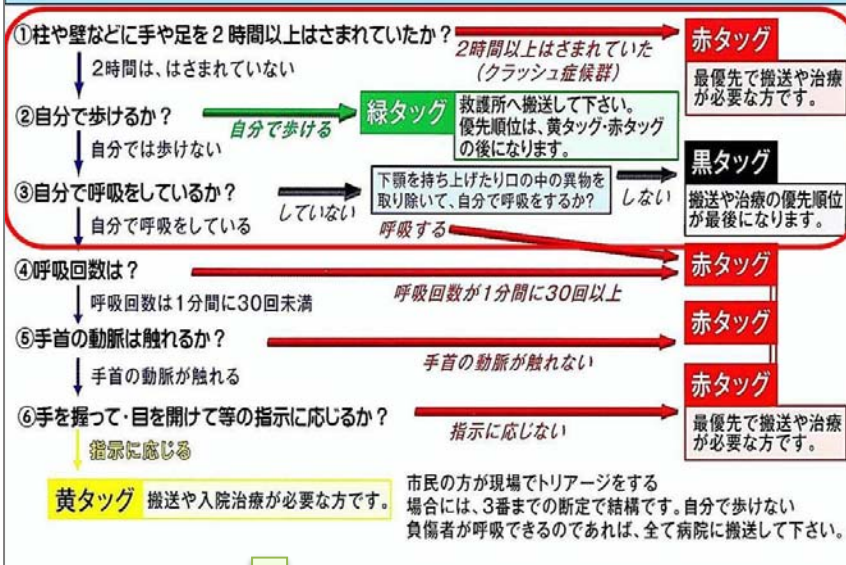 ①柱や壁などに手や足を2時間以上はさまれていたか？
2時間以上はさまれていた
(クラッシュ症候群)
赤タッグ
最優先で搬送や治療
が必要な方です。
2時間は、はさまれていない
②自分で歩けるか？
自分で歩ける
緑タッグ
救護所へ搬送して下さい。
優先順位は、黄タッグ・赤タッグ
の後になります。
自分では歩けない
③自分で呼吸をしているか？
していない
下顎を持ち上げたり口の中の異物を
取り除いて、自分で呼吸をするか？
しない
黒タッグ
搬送や治療の優先順位
が最後になります。
自分で呼吸をしている
呼吸する
赤タッグ
④呼吸回数は？
呼吸回数が1分間に30回以上
呼吸回数は1分間に30回未満
赤タッグ
⑤手首の動脈は触れるか？
手首の動脈が触れない
手首の動脈が触れる
赤タッグ
最優先で搬送や治療
が必要な方です。
⑥手を握って・目を開けて等の指示に応じるか？
指示に応じない
指示に応じる
黄タッグ
搬送や入院治療が必要な方です。
市民の方が現場でトリアージをする
場合には、3番までの断定で結構です。自分で歩けない
負傷者が呼吸できるのであれば、全て病院に搬送して下さい。